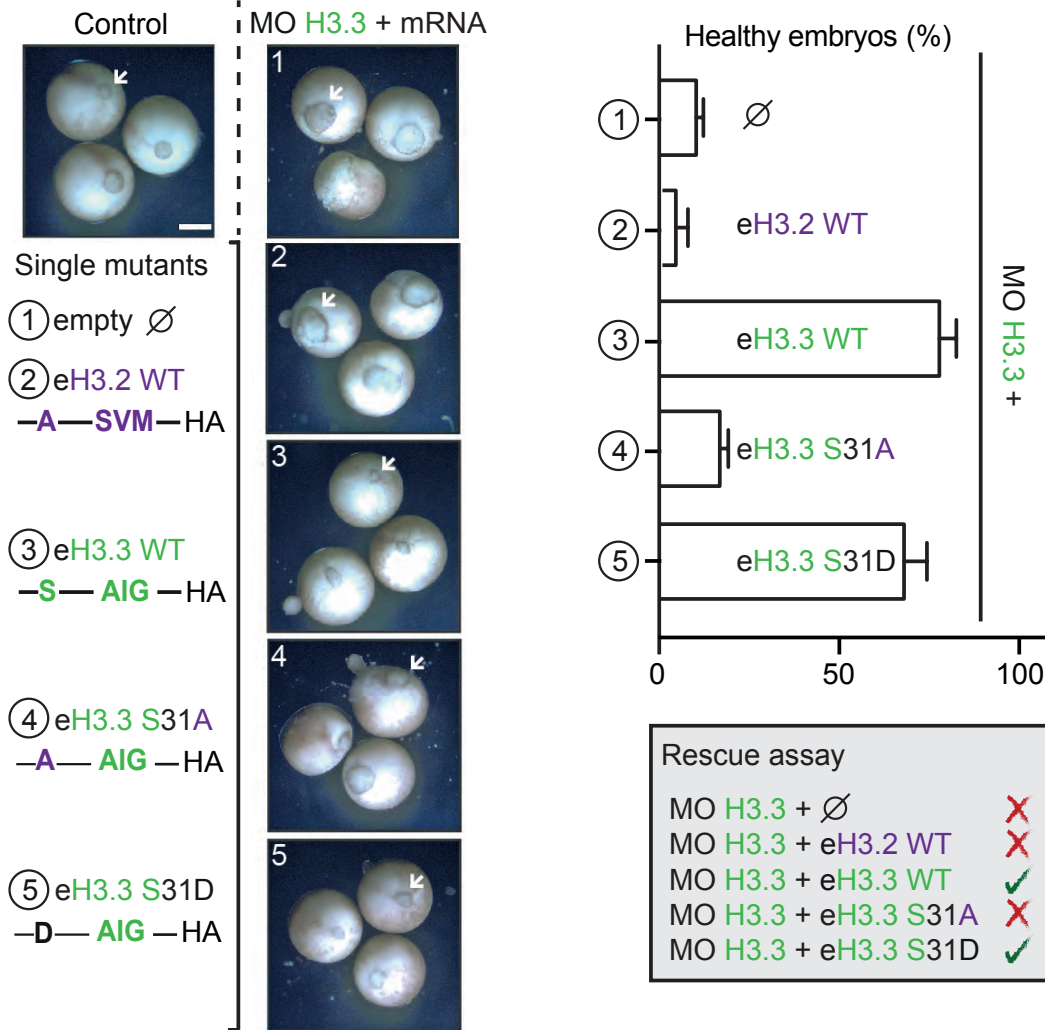 Control
MO H3.3 + mRNA
1
Single mutants
① empty ∅
② eH3.2 WT
—A—SVM—HA
2
③ eH3.3 WT
—S—AIG—HA
3
④ eH3.3 S31A
—A—AIG—HA
4
⑤ eH3.3 S31D
—D—AIG—HA
5
Healthy embryos (%)
① ∅
② eH3.2 WT
③ eH3.3 WT
④ eH3.3 S31A
⑤ eH3.3 S31D
MO H3.3 +
0 50 100
Rescue assay
MO H3.3 + ∅ ✗
MO H3.3 + eH3.2 WT ✗
MO H3.3 + eH3.3 WT ✓
MO H3.3 + eH3.3 S31A ✗
MO H3.3 + eH3.3 S31D ✓